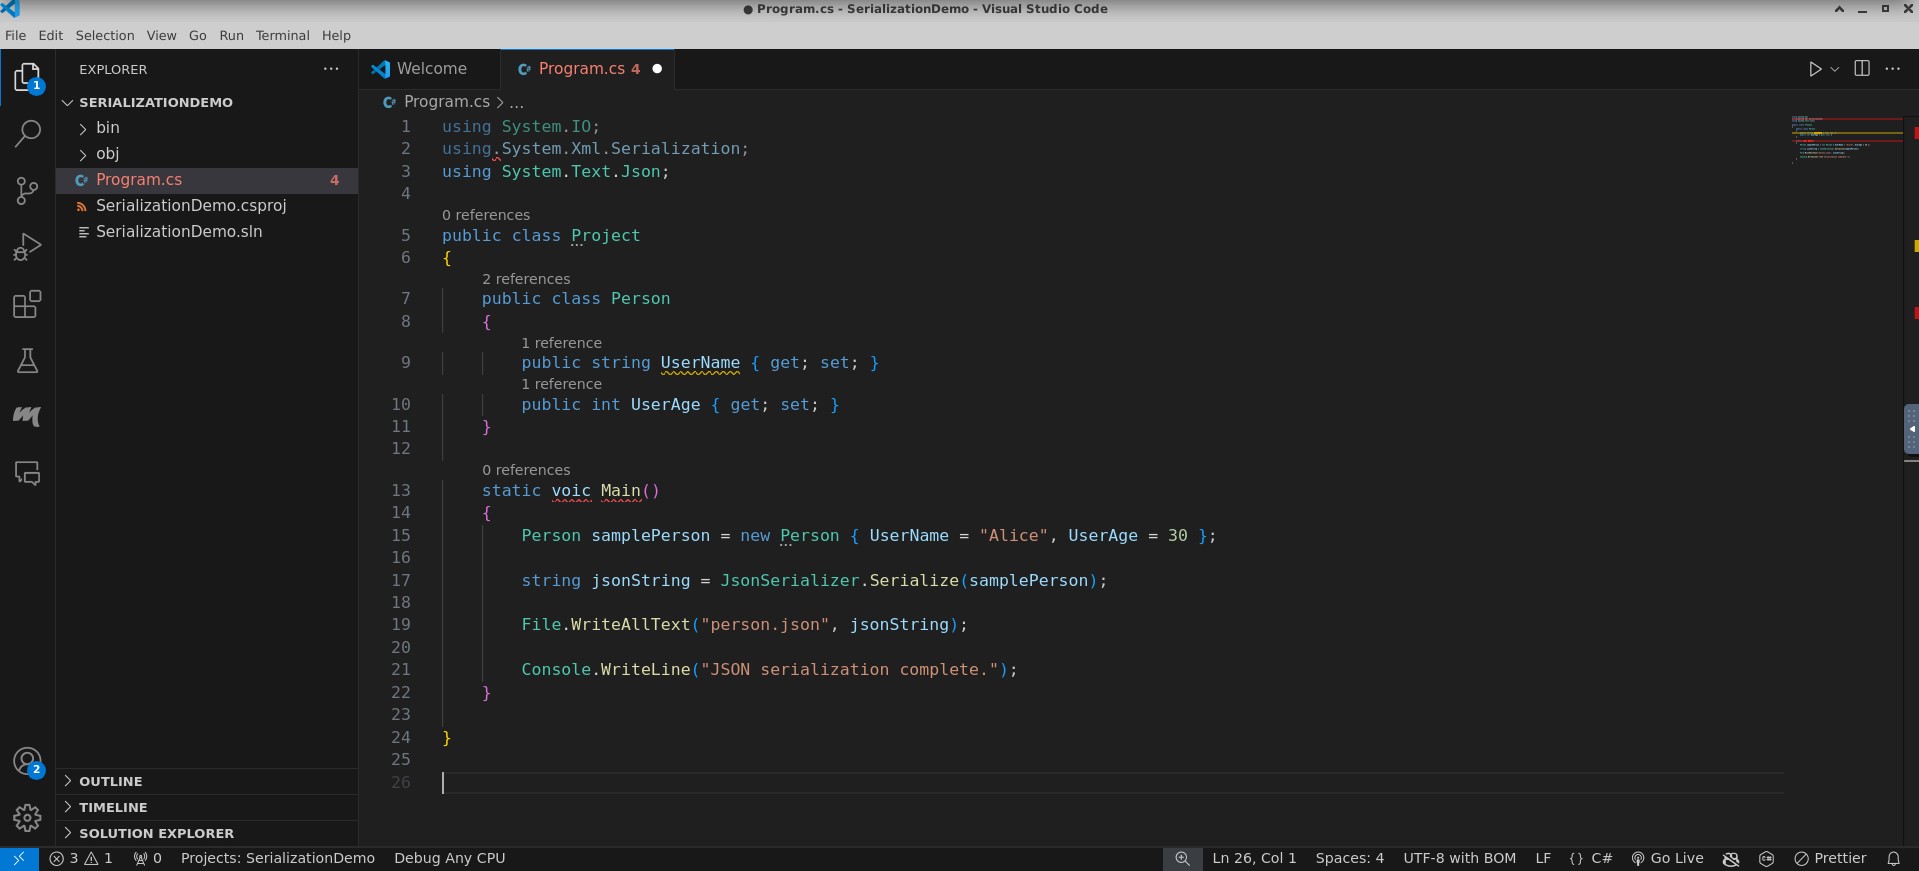 ● Program.cs - SerializationDemo - Visual Studio Code
File Edit Selection View Go Run Terminal Help
1
EXPLORER
SERIALIZATIONDEMO
bin
obj
Program.cs 4
SerializationDemo.csproj
SerializationDemo.sln
2
OUTLINE
TIMELINE
SOLUTION EXPLORER
Welcome
Program.cs 4 ●
Program.cs > ...
1 using System.IO;
2 using.System.Xml.Serialization;
3 using System.Text.Json;
4
0 references
5 public class Project
6 {
2 references
7 public class Person
8 {
1 reference
9 public string UserName { get; set; }
1 reference
10 public int UserAge { get; set; }
11 }
12
0 references
13 static voic Main()
14 {
15 Person samplePerson = new Person { UserName = "Alice", UserAge = 30 };
16
17 string jsonString = JsonSerializer.Serialize(samplePerson);
18
19 File.WriteAllText("person.json", jsonString);
20
21 Console.WriteLine("JSON serialization complete.");
22 }
23
24 }
25
26
3 1 0 Projects: SerializationDemo Debug Any CPU Ln 26, Col 1 Spaces: 4 UTF-8 with BOM LF {} C# Go Live Prettier